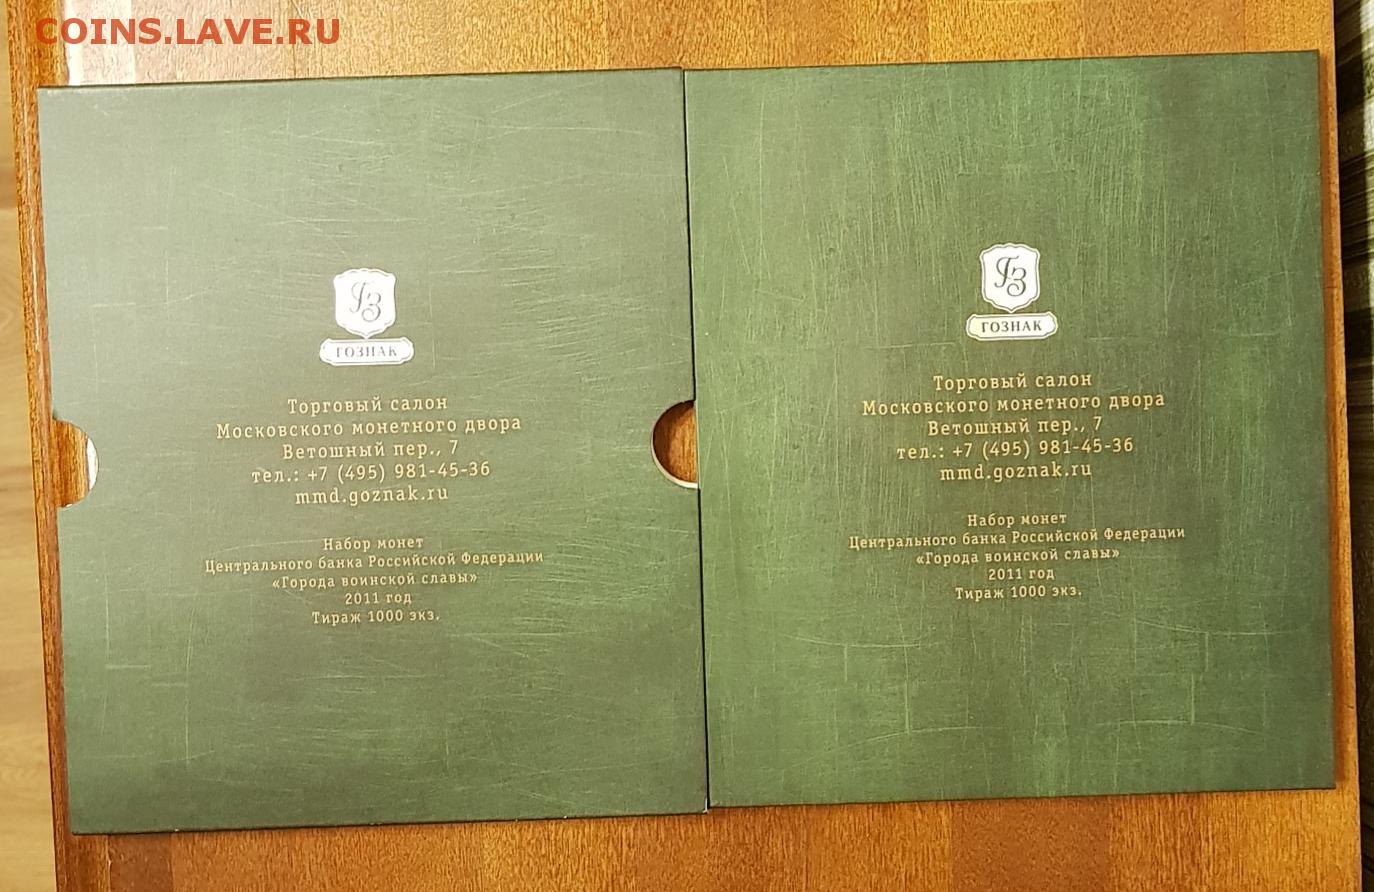 COINS.LAVE.RU
ГЗ
ГОЗНАК
Торговый салон
Московского монетного двора
Ветошный пер., 7
тел.: +7 (495) 981-45-36
mmd.goznak.ru
Набор монет
Центрального банка Российской Федерации
«Города воинской славы»
2011 год
Тираж 1000 экз.
ГЗ
ГОЗНАК
Торговый салон
Московского монетного двора
Ветошный пер., 7
тел.: +7 (495) 981-45-36
mmd.goznak.ru
Набор монет
Центрального банка Российской Федерации
«Города воинской славы»
2011 год
Тираж 1000 экз.